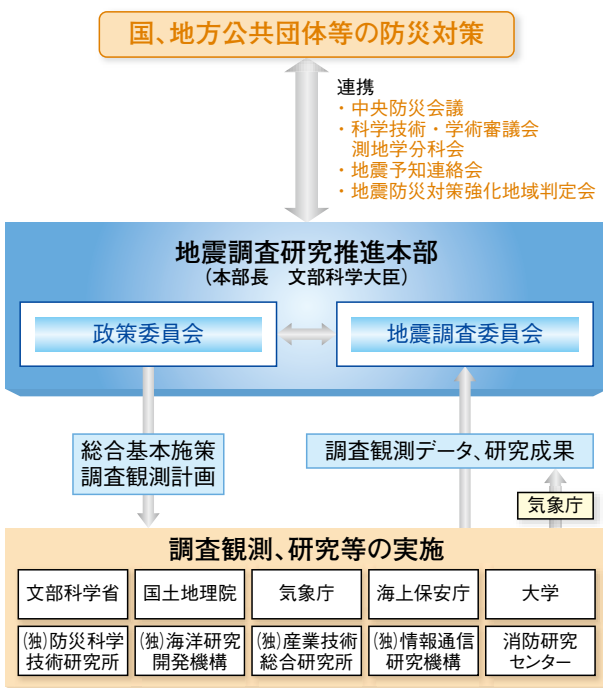 国、地方公共団体等の防災対策
連携
・中央防災会議
・科学技術・学術審議会
測地学分科会
・地震予知連絡会
・地震防災対策強化地域判定会
地震調査研究推進本部
(本部長　文部科学大臣)
政策委員会
地震調査委員会
総合基本施策
調査観測計画
調査観測データ、研究成果
気象庁
調査観測、研究等の実施
文部科学省
国土地理院
気象庁
海上保安庁
大学
㈵防災科学
技術研究所
㈵海洋研究
開発機構
㈵産業技術
総合研究所
㈵情報通信
研究機構
消防研究
センター